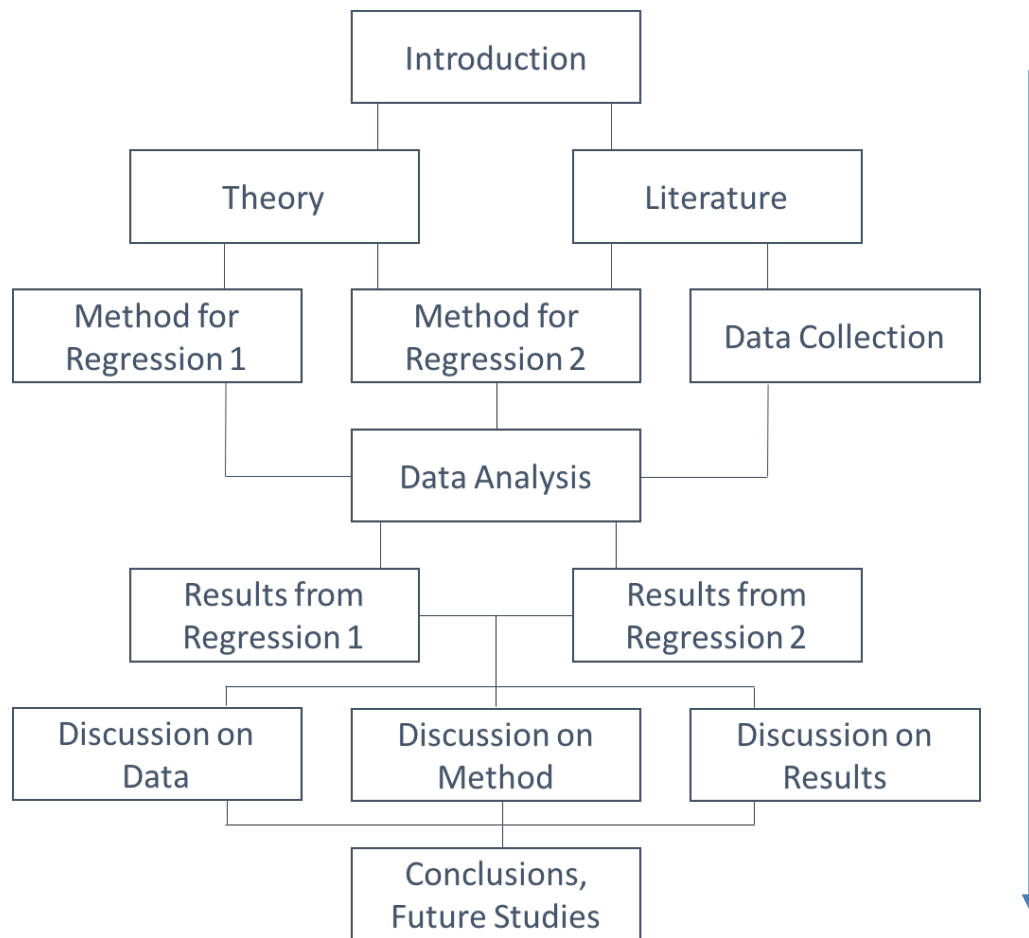 Introduction
Theory
Literature
Method for
Regression 1
Method for
Regression 2
Data Collection
Data Analysis
Results from
Regression 1
Results from
Regression 2
Discussion on
Data
Discussion on
Method
Discussion on
Results
Conclusions,
Future Studies